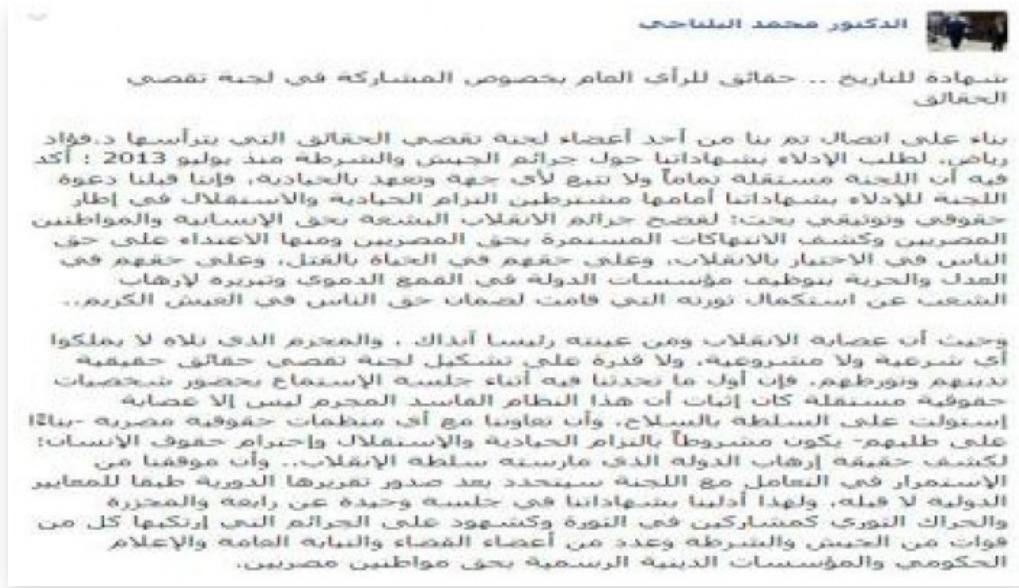 الدكتور محمد البلتاجي
شهادة للتاريخ .. حقائق للرأي العام بخصوص المشاركة في لجنة تقصي
الحقائق
بناء على اتصال تم بنا من أحد أعضاء لجنة تقصي الحقائق التي يترأسها د.فؤاد
رياض، لطلب الإدلاء بشهاداتنا حول جرائم الجيش والشرطة منذ يوليو 2013 ؛ أكد
فيه أن اللجنة مستقلة تماماً ولا تتبع لأي جهة وتعهد بالحيادية، فإننا قبلنا دعوة
اللجنة للإدلاء بشهاداتنا أمامها مشترطين التزام الحيادية والاستقلال في إطار
حقوقي وتوثيقي بحت؛ لفضح جرائم الانقلاب البشعة بحق الإنسانية والمواطنين
المصريين وكشف الانتهاكات المستمرة بحق المصريين ومنها الاعتداء على حق
الناس في الاختيار بالانقلاب، وعلى حقهم في الحياة بالقتل، وعلى حقهم في
العدل والحرية بتوظيف مؤسسات الدولة في القمع الدموي وتبريره لإرهاب
الشعب عن استكمال ثورته التي قامت لضمان حق الناس في العيش الكريم..
وحيث أن عصابة الانقلاب ومن عينته رئيسا آنذاك ، والمجرم الذي تلاه لا يملكوا
أي شرعية ولا مشروعية، ولا قدرة على تشكيل لجنة تقصي حقائق حقيقية
تدينهم وتورطهم، فإن أول ما تحدثنا فيه أثناء جلسة الإستماع بحضور شخصيات
حقوقية مستقلة كان إثبات أن هذا النظام الفاسد المجرم ليس إلا عصابة
إستولت على السلطة بالسلاح، وأن تعاوننا مع أي منظمات حقوقية مصرية -بناءًا
على طلبهم- يكون مشروطاً بالتزام الحيادية والإستقلال وإحترام حقوق الإنسان؛
لكشف حقيقة إرهاب الدولة الذي مارسته سلطة الإنقلاب.. وأن موقفنا من
الإستمرار في التعامل مع اللجنة سيتحدد بعد صدور تقريرها الدورية طبقا للمعايير
الدولية لا قبله، ولهذا أدلينا بشهاداتنا في جلسة وحيدة عن رابعة والمجزرة
والحراك الثوري كمشاركين في الثورة وكشهود على الجرائم التي إرتكبها كل من
قوات من الجيش والشرطة وعدد من أعضاء القضاء والنيابة العامة والإعلام
الحكومي والمؤسسات الدينية الرسمية بحق مواطنين مصريين.